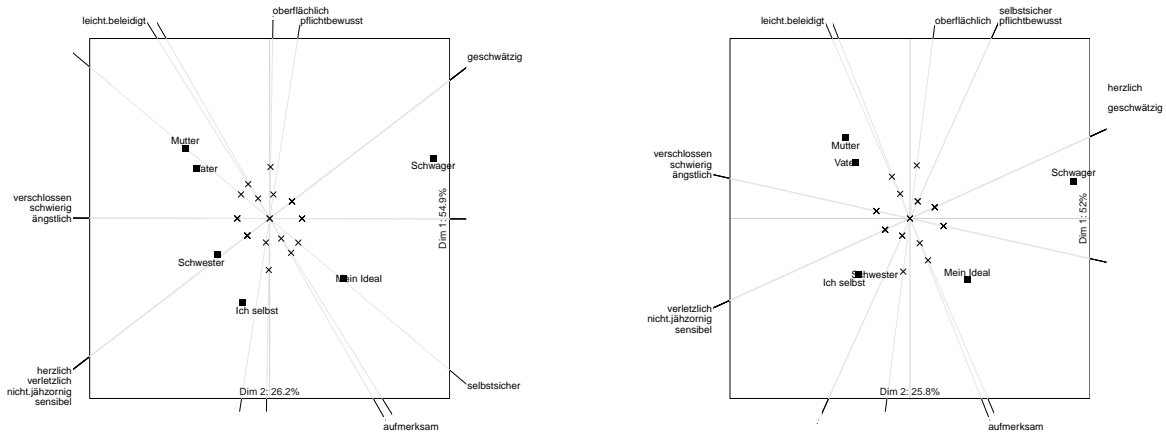 oberflächlich
leicht.beleidigt
pflichtbewusst
geschwätzig
Mutter
Vater
Schwager
verschlossen
schwierig
ängstlich
Dim 1: 54.9%
Schwester
Mein Ideal
Ich selbst
herzlich
verletzlich
nicht.jähzornig
sensibel
Dim 2: 26.2%
selbstsicher
aufmerksam
selbstsicher
leicht.beleidigt
oberflächlich
pflichtbewusst
herzlich
geschwätzig
Mutter
Vater
verschlossen
schwierig
ängstlich
Schwager
Dim 1: 52%
Schwester
Mein Ideal
Ich selbst
verletzlich
nicht.jähzornig
sensibel
Dim 2: 25.8%
aufmerksam